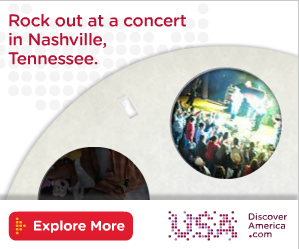 Rock out at a concert
in Nashville,
Tennessee.
Explore More
USA
Discover
America
.com